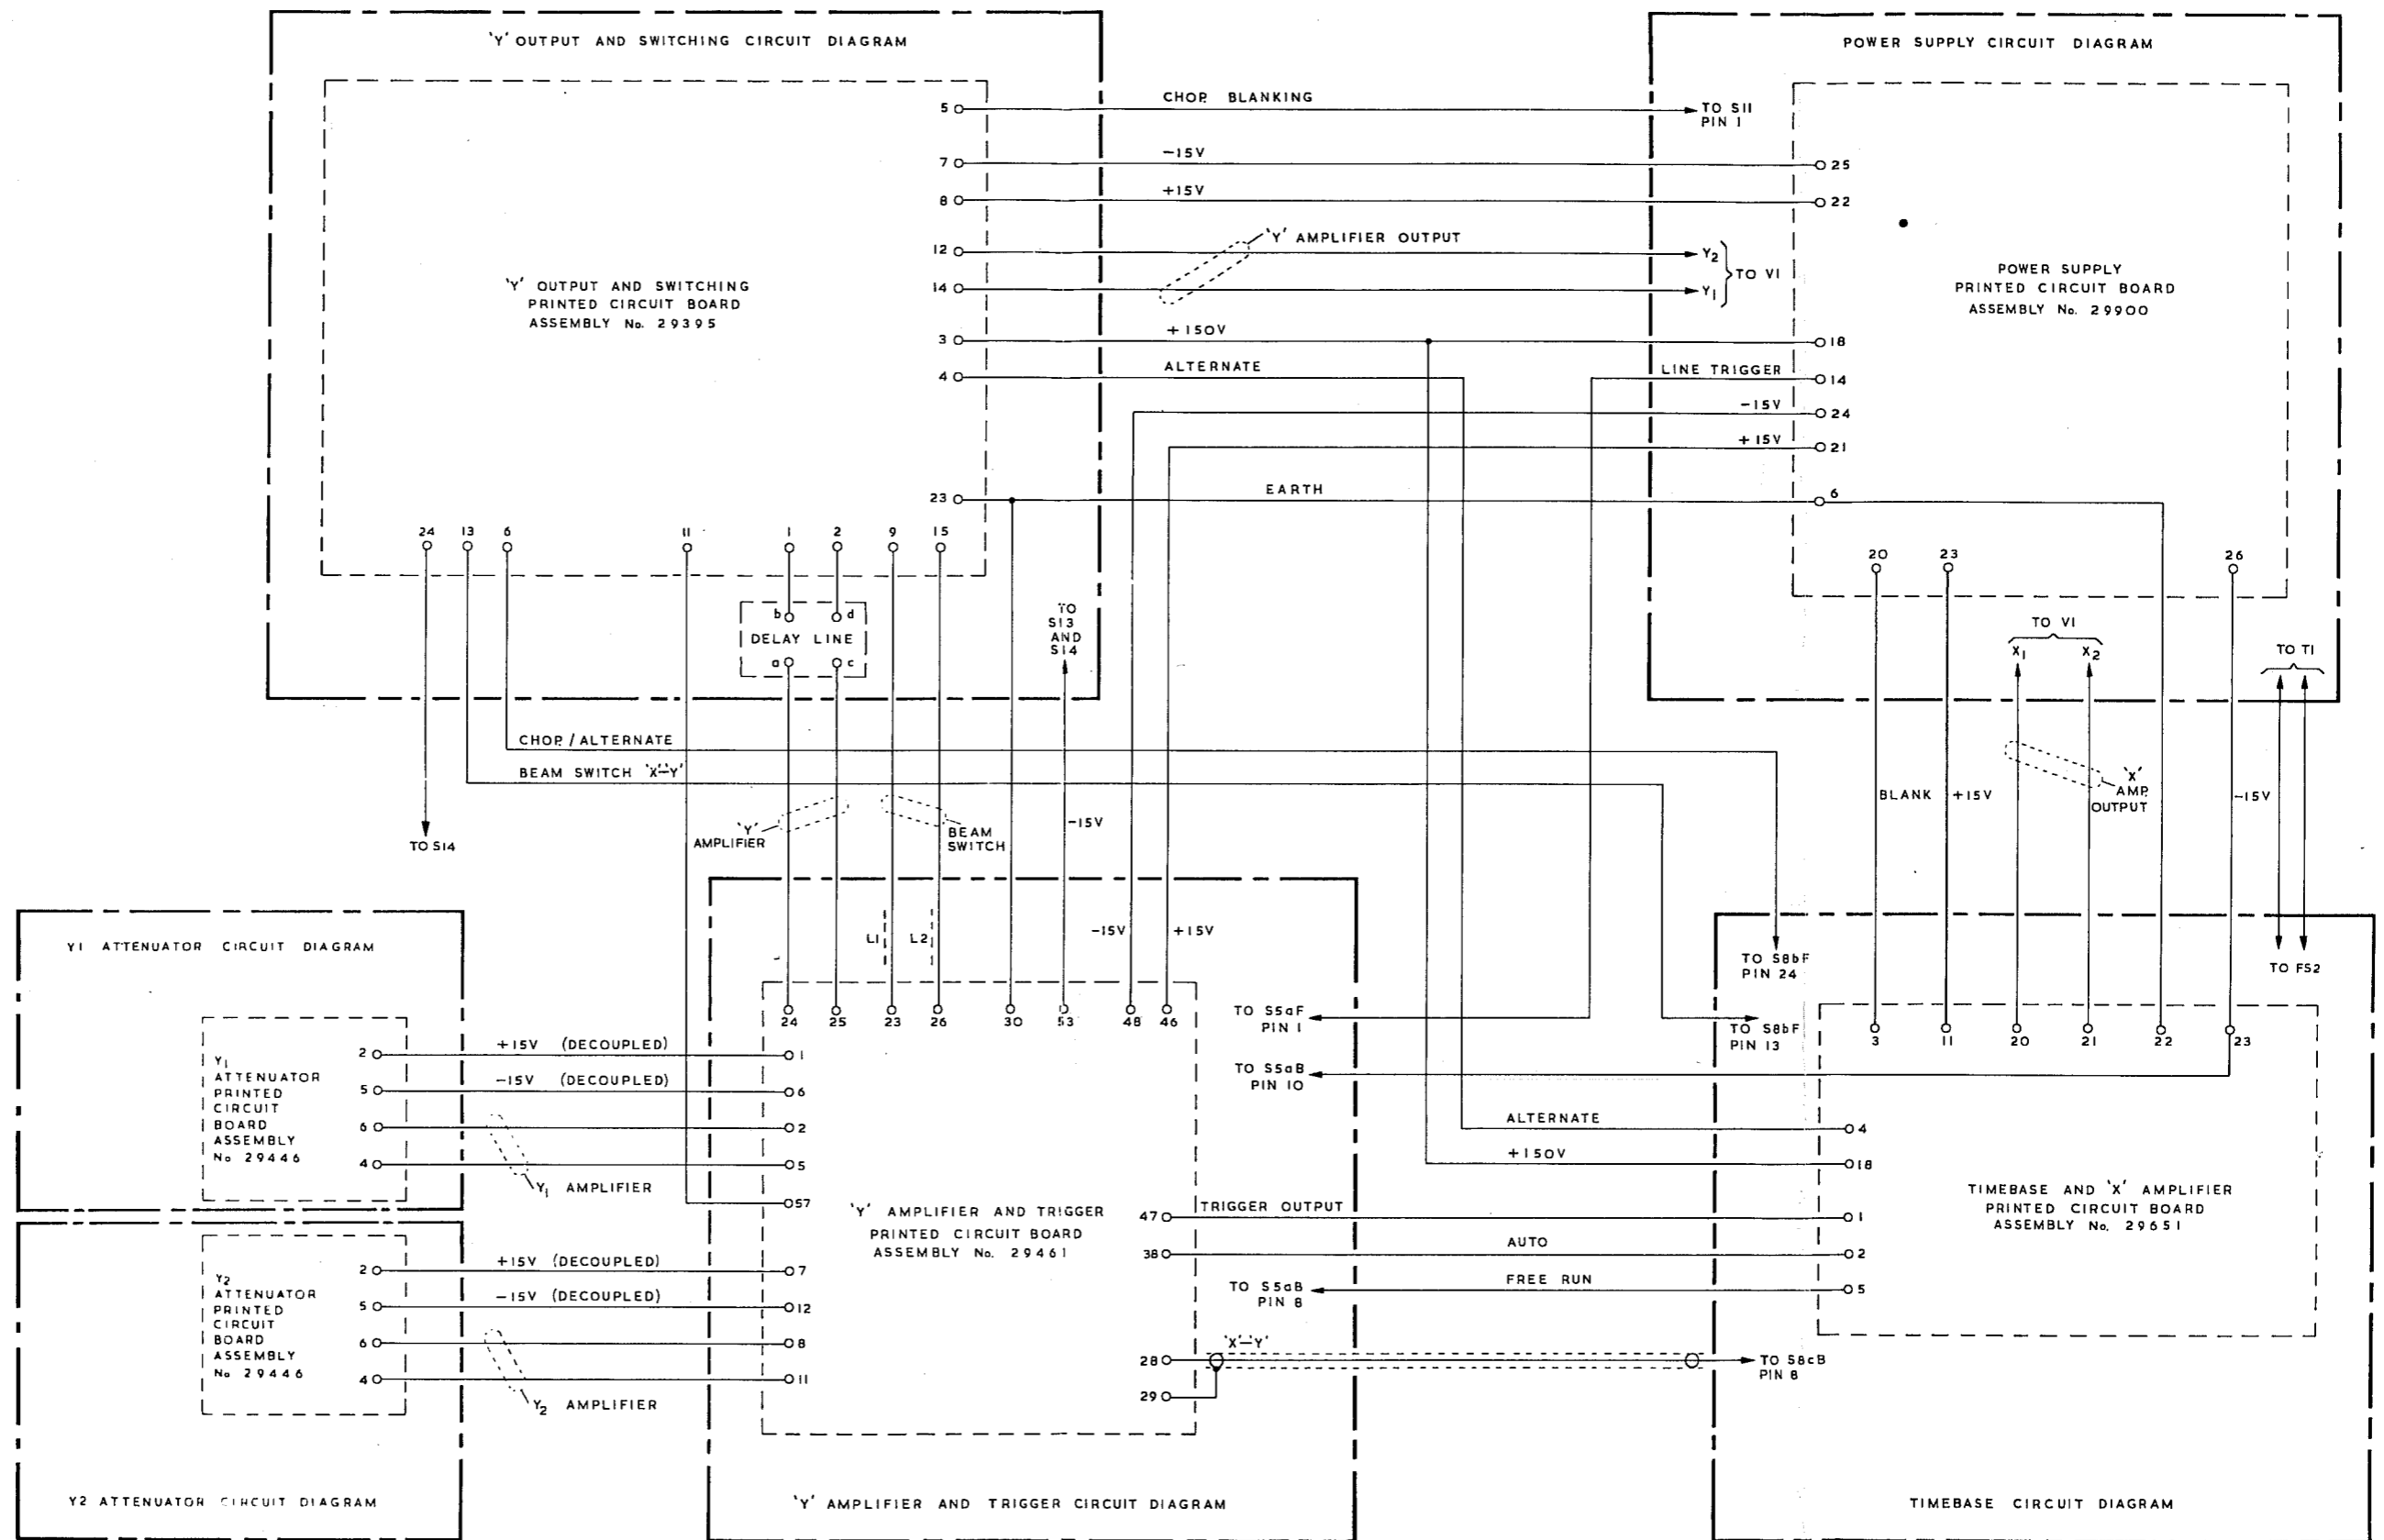 'Y' OUTPUT AND SWITCHING CIRCUIT DIAGRAM
'Y' OUTPUT AND SWITCHING
PRINTED CIRCUIT BOARD
ASSEMBLY No. 29395
5
7
8
12
14
3
4
23
24
13
6
11
1
2
9
15
b
d
DELAY LINE
a
c
TO
S13
AND
S14
CHOP. BLANKING
-15V
+15V
'Y' AMPLIFIER OUTPUT
+150V
ALTERNATE
EARTH
POWER SUPPLY CIRCUIT DIAGRAM
TO S11
PIN 1
25
22
Y2
Y1
TO V1
POWER SUPPLY
PRINTED CIRCUIT BOARD
ASSEMBLY No. 29900
18
LINE TRIGGER
14
-15V
24
+15V
21
6
20
23
26
TO V1
X1
X2
TO T1
CHOP./ALTERNATE
BEAM SWITCH 'X'-'Y'
TO S14
'Y'
AMPLIFIER
BEAM
SWITCH
-15V
BLANK
+15V
'X'
AMP.
OUTPUT
-15V
Y1 ATTENUATOR CIRCUIT DIAGRAM
Y1
ATTENUATOR
PRINTED
CIRCUIT
BOARD
ASSEMBLY
No 29446
2
5
6
4
+15V (DECOUPLED)
-15V (DECOUPLED)
Y1 AMPLIFIER
Y2
ATTENUATOR
PRINTED
CIRCUIT
BOARD
ASSEMBLY
No 29446
2
5
6
4
+15V (DECOUPLED)
-15V (DECOUPLED)
Y2 AMPLIFIER
Y2 ATTENUATOR CIRCUIT DIAGRAM
L1
L2
-15V
+15V
24
25
23
26
30
53
48
46
1
6
2
5
57
7
12
8
11
'Y' AMPLIFIER AND TRIGGER
PRINTED CIRCUIT BOARD
ASSEMBLY No. 29461
47
38
28
29
TO S5aF
PIN 1
TO S5aB
PIN 10
TRIGGER OUTPUT
TO S5aB
PIN 8
'X'-'Y'
'Y' AMPLIFIER AND TRIGGER CIRCUIT DIAGRAM
ALTERNATE
+150V
AUTO
FREE RUN
TO S8bF
PIN 24
TO S8bF
PIN 13
TO FS2
3
11
20
21
22
23
4
18
1
2
5
TIMEBASE AND 'X' AMPLIFIER
PRINTED CIRCUIT BOARD
ASSEMBLY No. 29651
TO S8cB
PIN 8
TIMEBASE CIRCUIT DIAGRAM